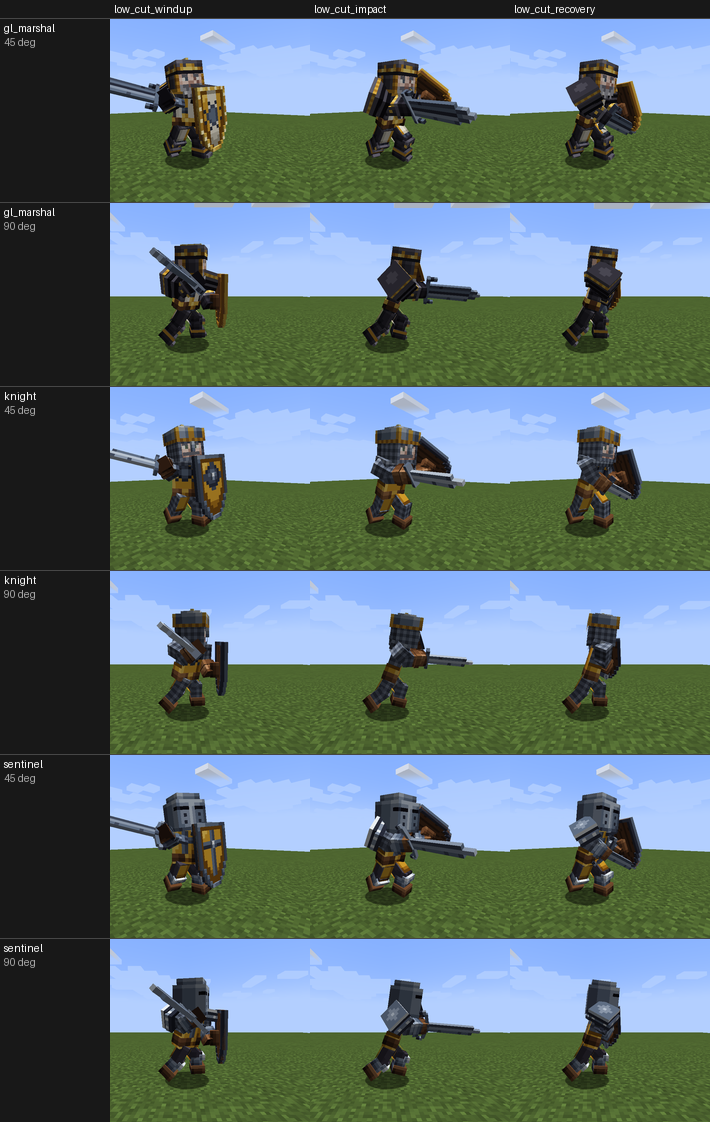 low_cut_windup low_cut_impact low_cut_recovery
gl_marshal
45 deg
gl_marshal
90 deg
knight
45 deg
knight
90 deg
sentinel
45 deg
sentinel
90 deg